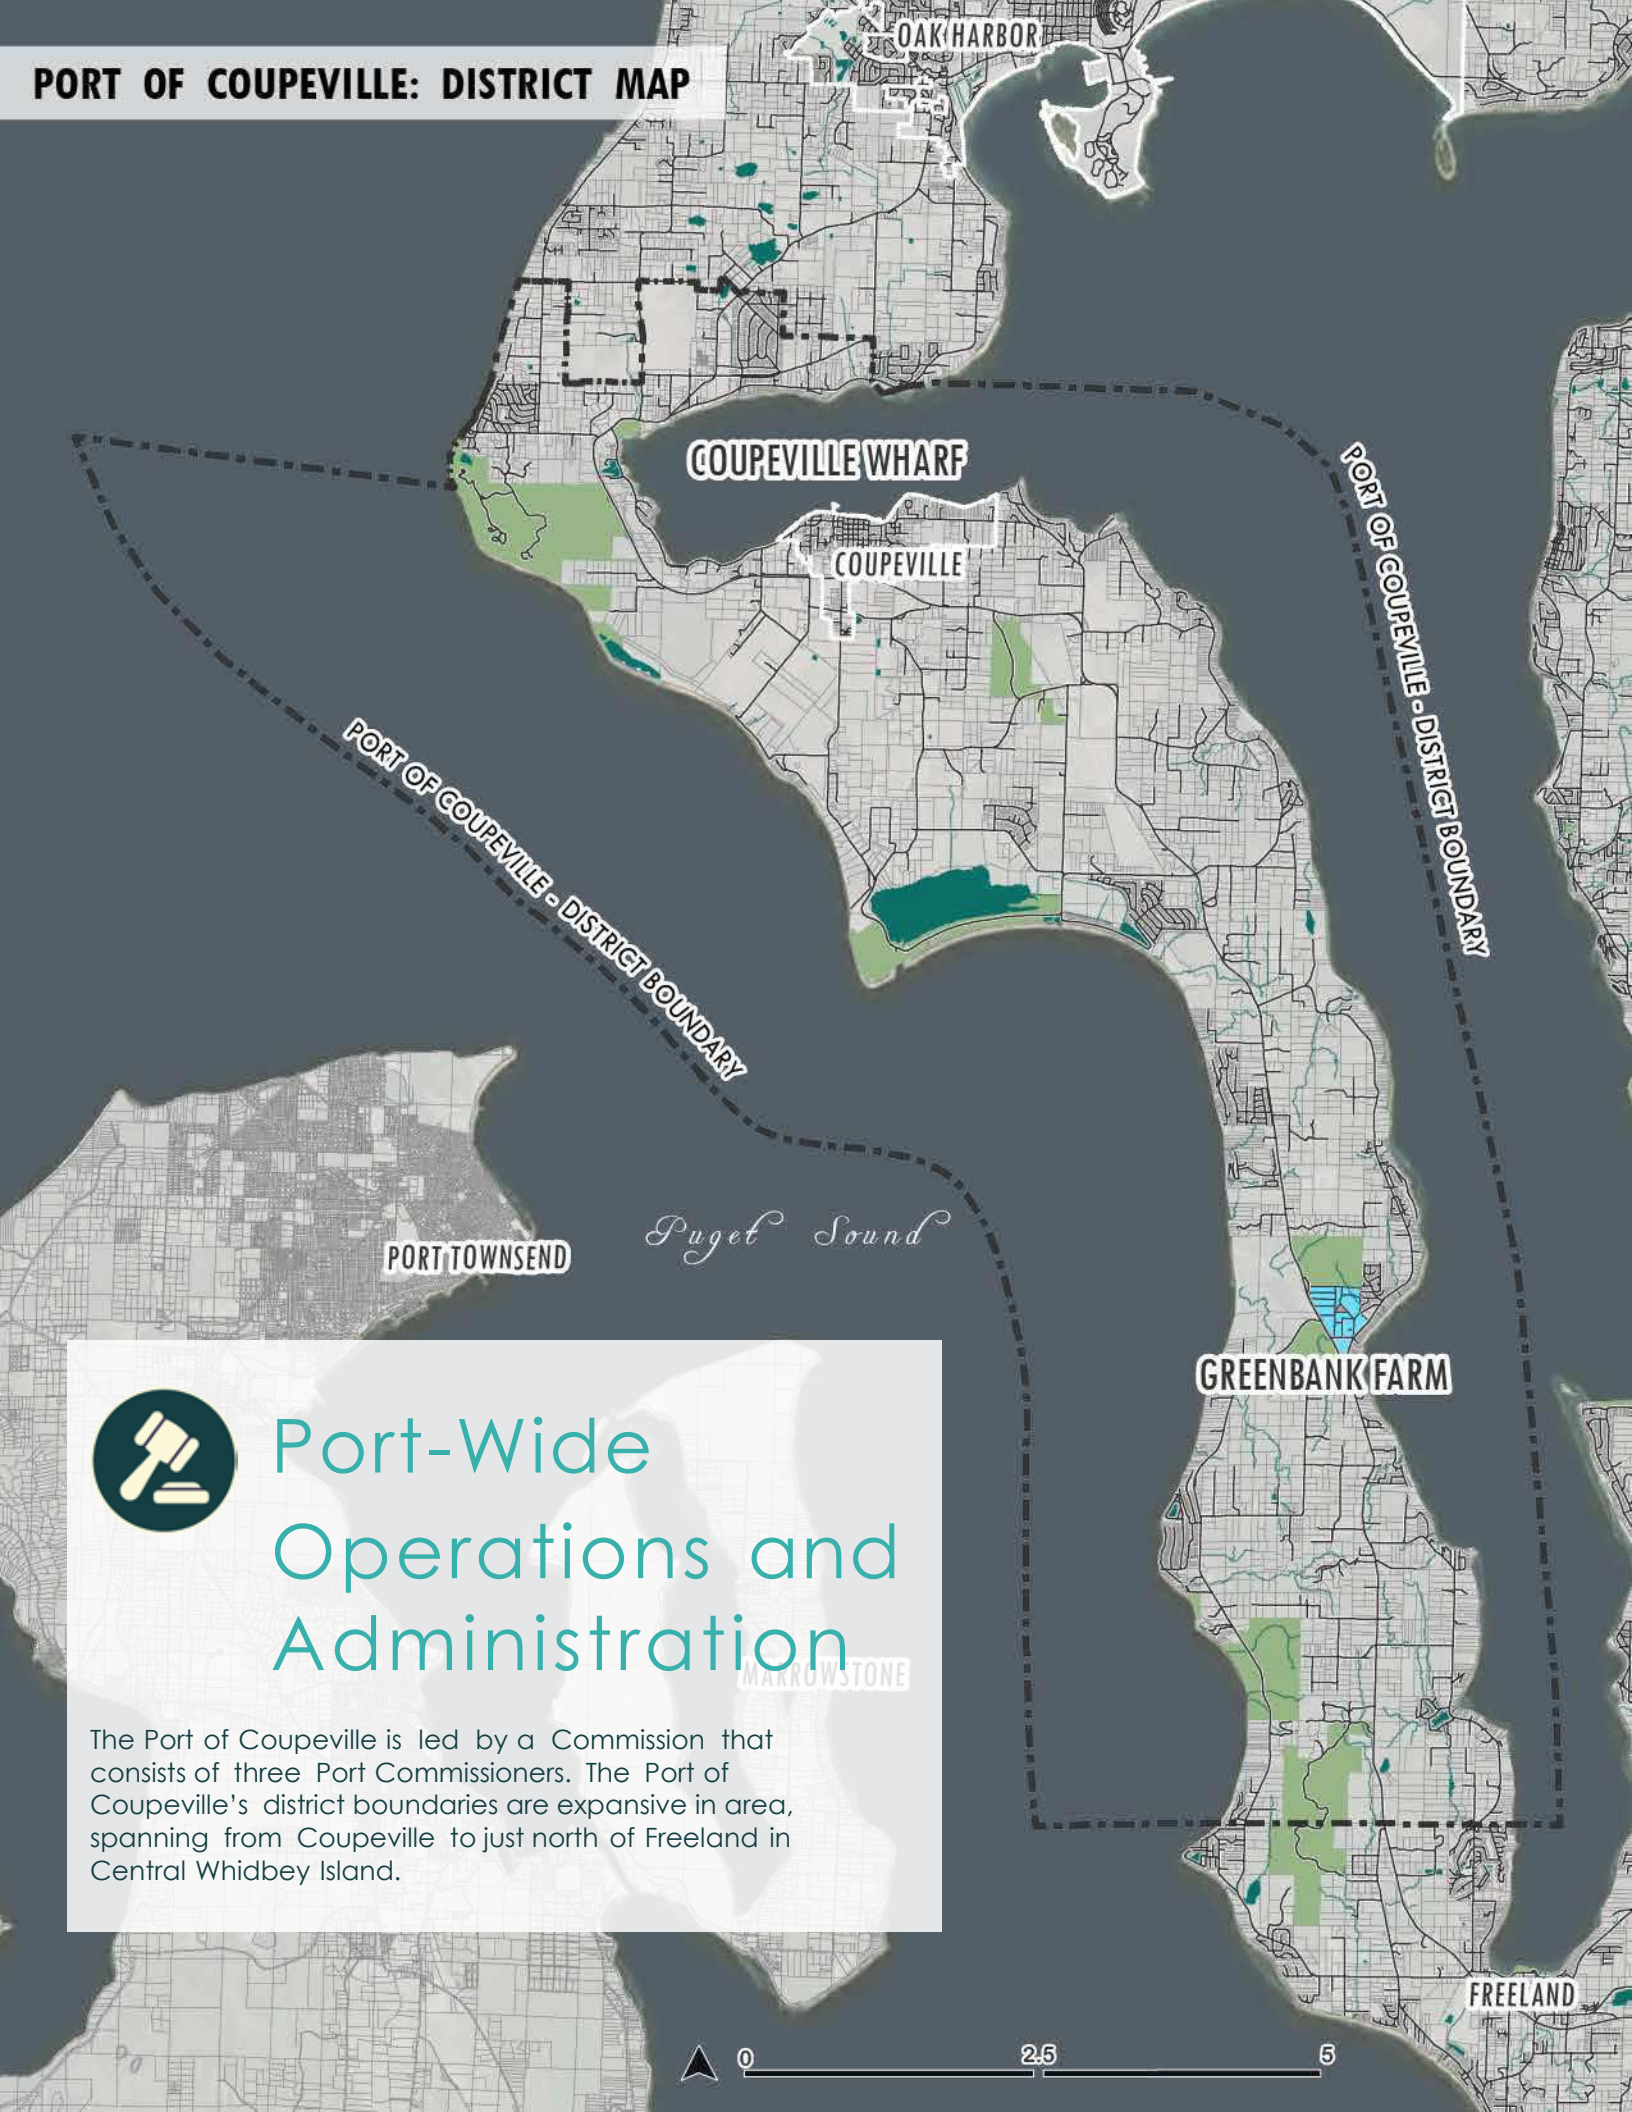 OAK HARBOR
PORT OF COUPEVILLE: DISTRICT MAP
COUPEVILLE WHARF
COUPEVILLE
PORT OF COUPEVILLE - DISTRICT BOUNDARY
PORT OF COUPEVILLE - DISTRICT BOUNDARY
Puget Sound
PORT TOWNSEND
GREENBANK FARM
Port-Wide
Operations and
Administration
MARROWSTONE
The Port of Coupeville is led by a Commission that
consists of three Port Commissioners. The Port of
Coupeville’s district boundaries are expansive in area,
spanning from Coupeville to just north of Freeland in
Central Whidbey Island.
FREELAND
0 2.5 5